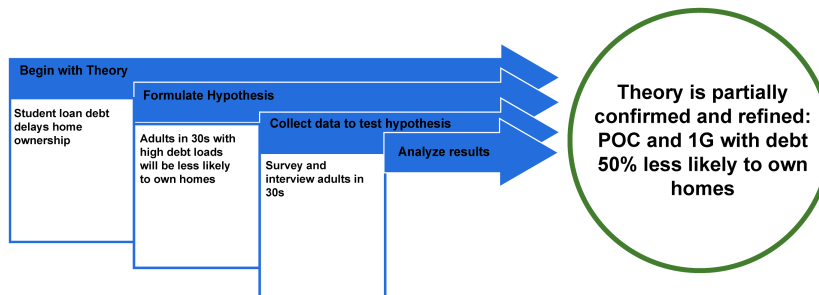 Begin with Theory
Student loan debt
delays home
ownership
Formulate Hypothesis
Adults in 30s with
high debt loads
will be less likely
to own homes
Collect data to test hypothesis
Survey and
interview adults in
30s
Analyze results
Theory is partially
confirmed and refined:
POC and 1G with debt
50% less likely to own
homes